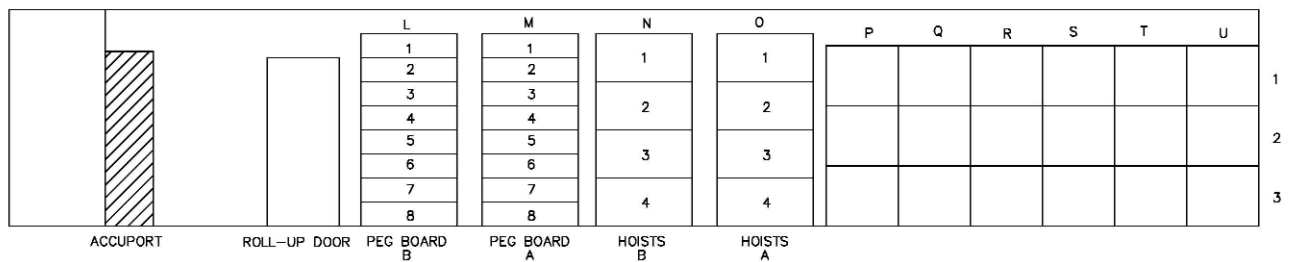 L M N O P Q R S T U
1 1 1 1 1
2 2
3 3 2 2
4 4 2
5 5 3 3
6 6
7 7 4 4 3
8 8
ACCUPORT ROLL-UP DOOR PEG BOARD PEG BOARD HOISTS HOISTS
B A B A